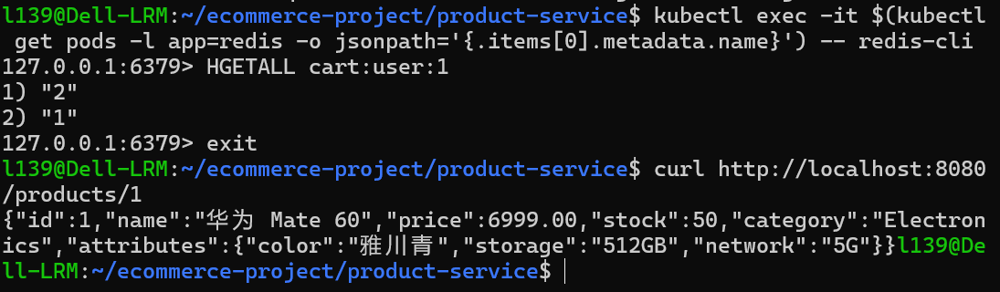 l139@Dell-LRM:~/ecommerce-project/product-service$ kubectl exec -it $(kubectl
 get pods -l app=redis -o jsonpath='{.items[0].metadata.name}') -- redis-cli
127.0.0.1:6379> HGETALL cart:user:1
1) "2"
2) "1"
127.0.0.1:6379> exit
l139@Dell-LRM:~/ecommerce-project/product-service$ curl http://localhost:8080
/products/1
{"id":1,"name":"华为 Mate 60","price":6999.00,"stock":50,"category":"Electron
ics","attributes":{"color":"雅川青","storage":"512GB","network":"5G"}}l139@De
ll-LRM:~/ecommerce-project/product-service$